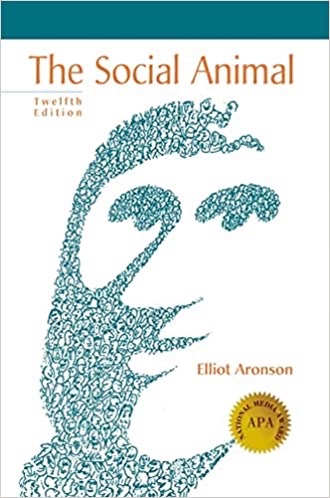 The Social Animal
Twelfth
Edition
Elliot Aronson
NATIONAL MEDIA AWARD
APA